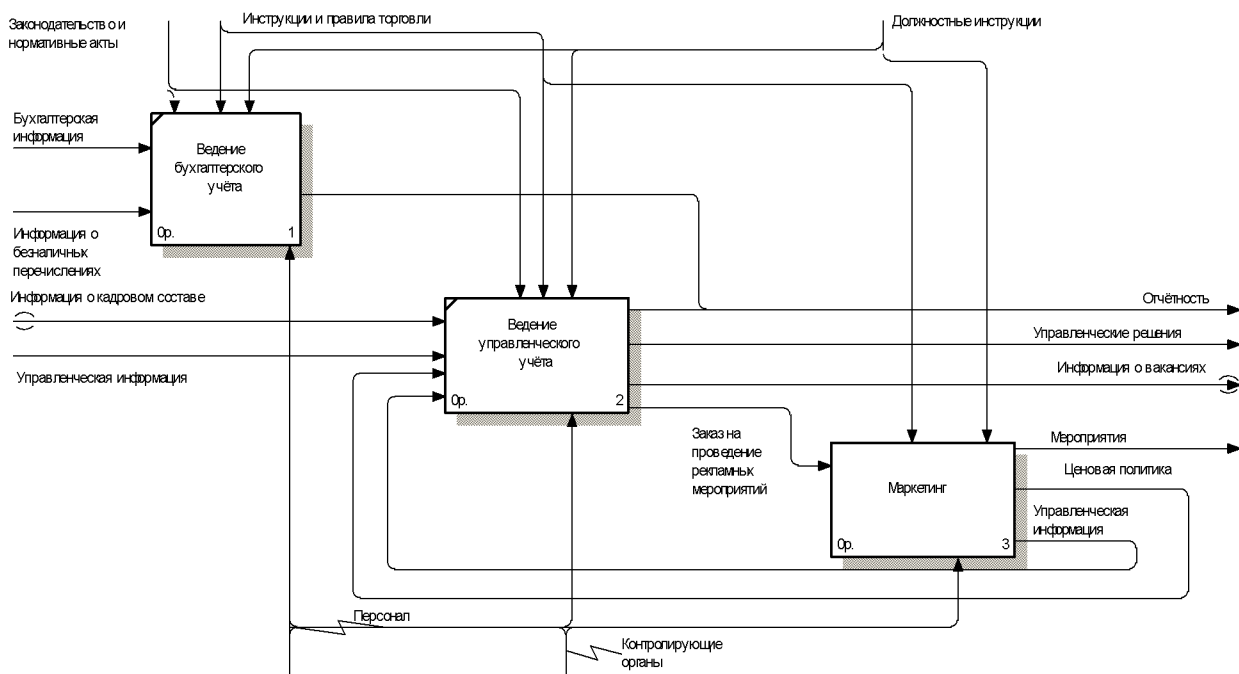 Законодательство и
нормативные акты
Инструкции и правила торговли
Должностные инструкции
Бухгалтерская
информация
Ведение
бухгалтерского
учёта
0р.
1
Информация о
безналичных
перечислениях
Информация о кадровом составе
Управленческая информация
Ведение
управленческого
учёта
0р.
2
Отчётность
Управленческие решения
Информация о вакансиях
Заказ на
проведение
рекламных
мероприятий
Маркетинг
0р.
3
Мероприятия
Ценовая политика
Управленческая
информация
Персонал
Контролирующие
органы